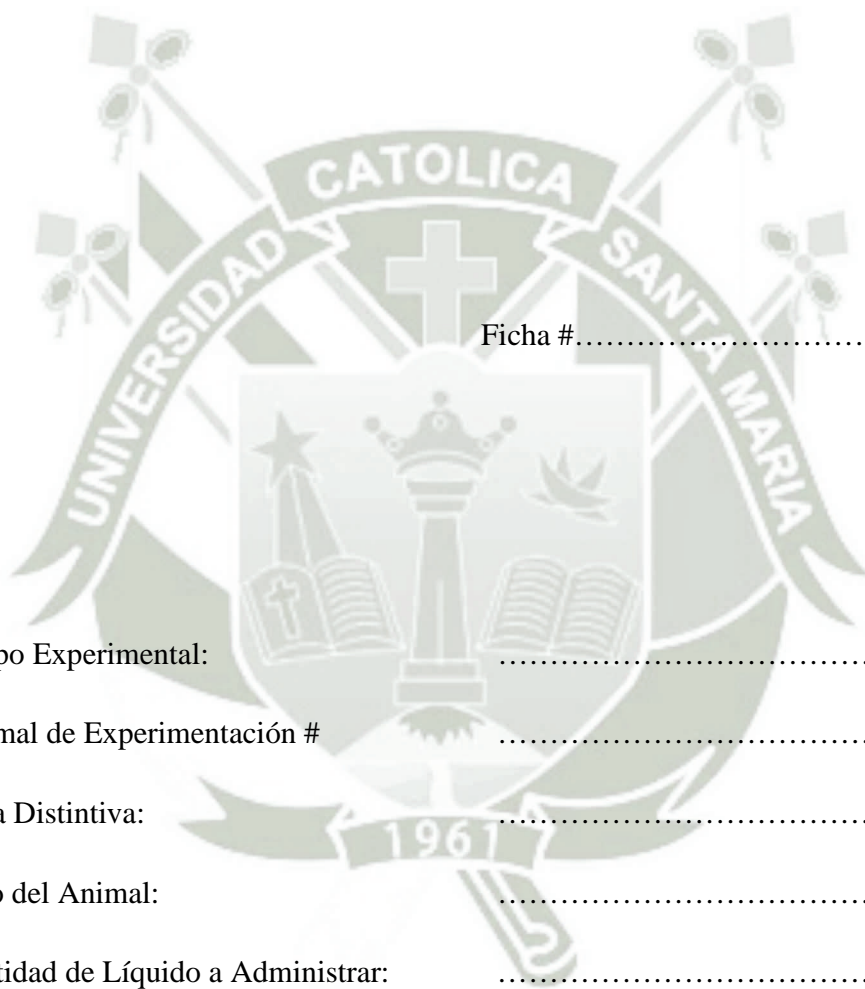 CATOLICA
UNIVERSIDAD
SANTA MARIA
Ficha #…………………………
po Experimental: ………………………………
mal de Experimentación # ………………………………
a Distintiva: ………………………………
o del Animal: ………………………………
1961
tidad de Líquido a Administrar: ………………………………